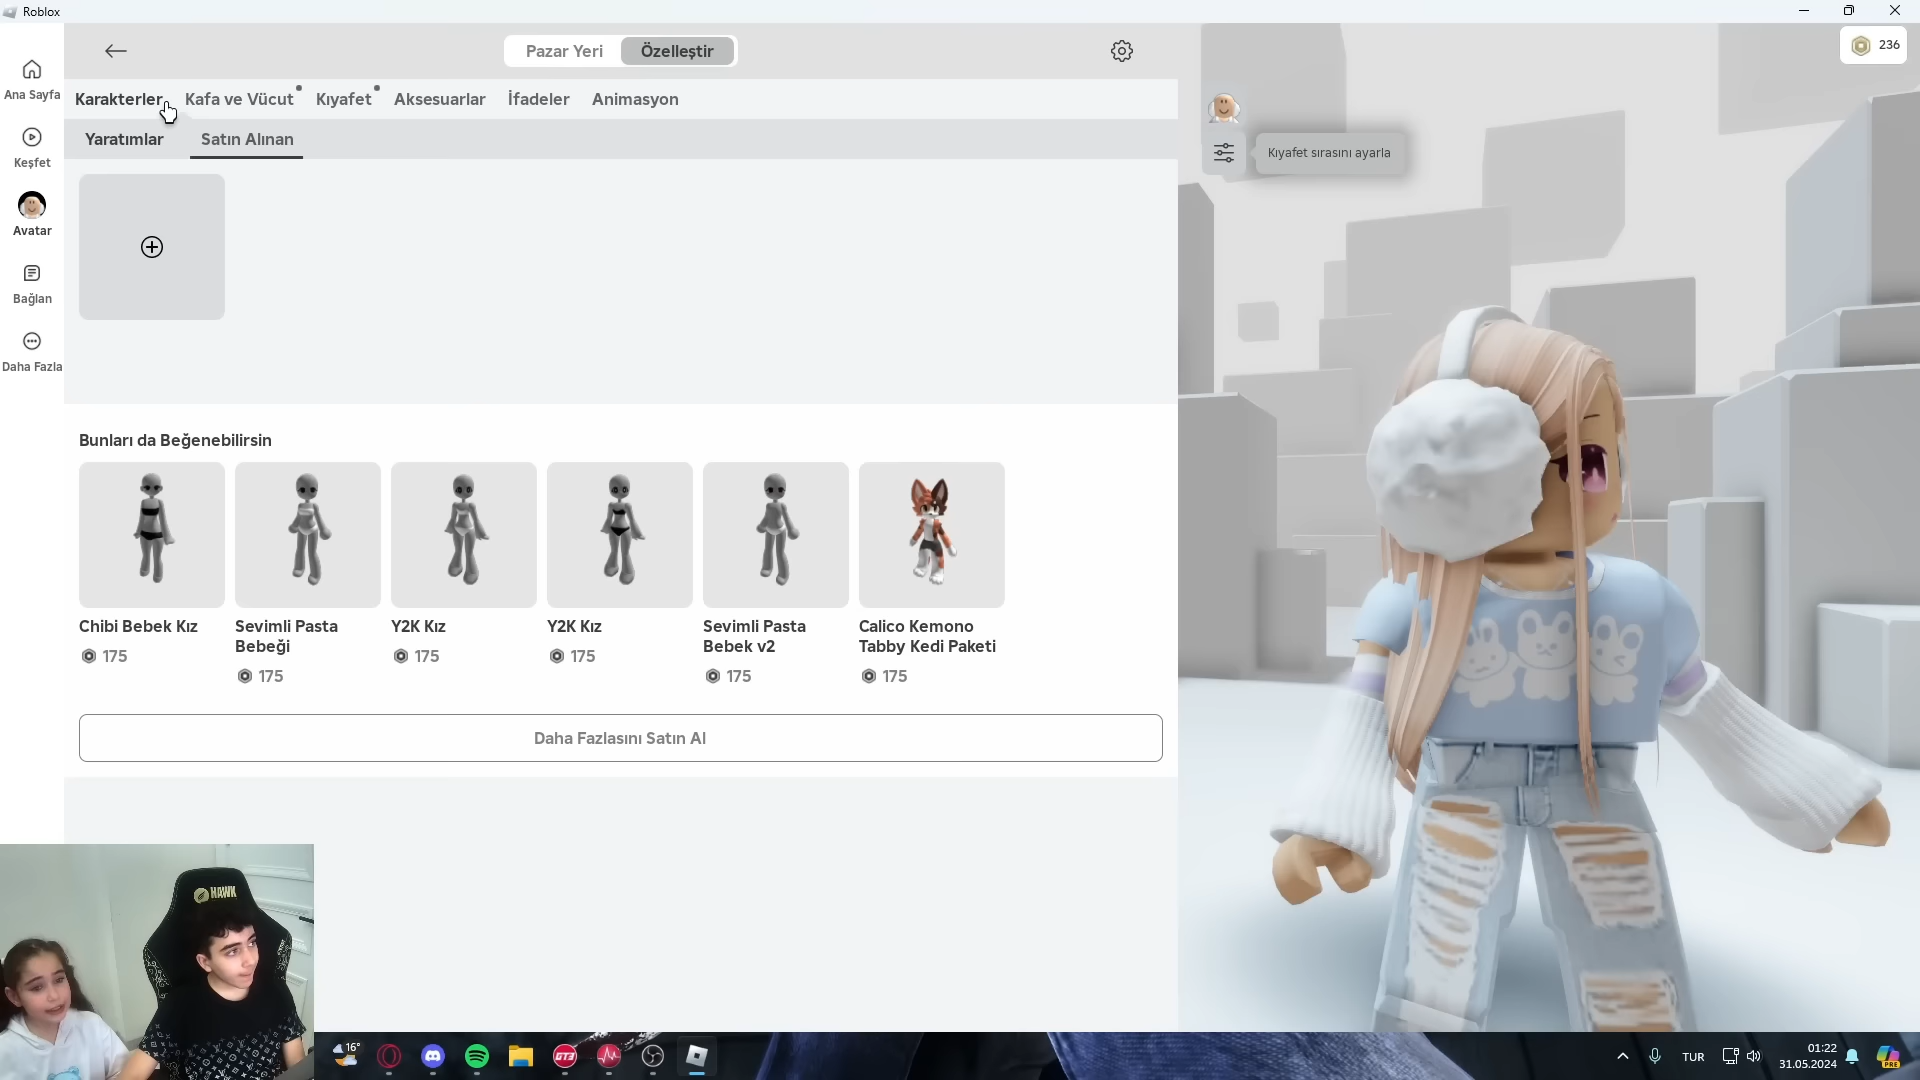 Roblox
Pazar Yeri
Özelleştir
236
Ana Sayfa
Karakterler
Kafa ve Vücut
Kıyafet
Aksesuarlar
İfadeler
Animasyon
Yaratımlar
Satın Alınan
Kıyafet sırasını ayarla
Keşfet
Avatar
Bağlan
Daha Fazla
Bunları da Beğenebilirsin
Chibi Bebek Kız
175
Sevimli Pasta
Bebeği
175
Y2K Kız
175
Y2K Kız
175
Sevimli Pasta
Bebek v2
175
Calico Kemono
Tabby Kedi Paketi
175
Daha Fazlasını Satın Al
HAWK
16°
GTB
TUR
01:22
31.05.2024
PRE